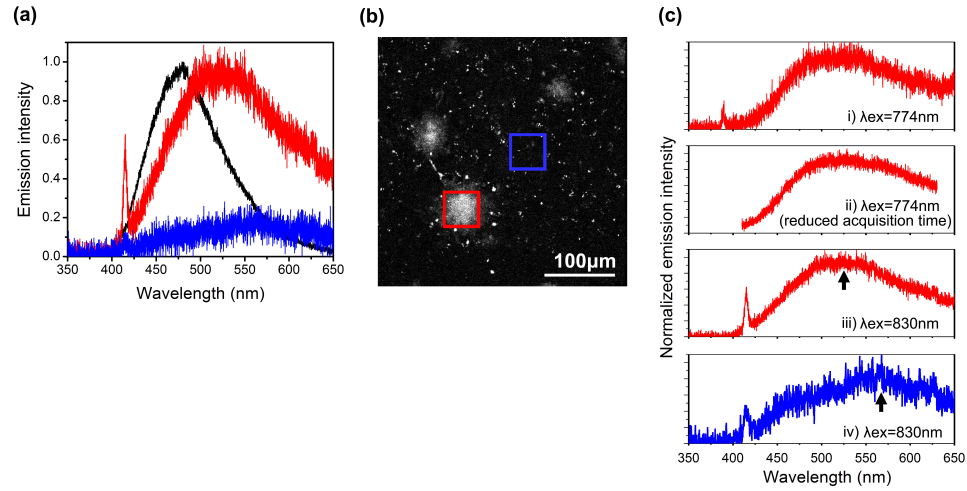 (a)
(b)
(c)
1.0
0.8
0.6
0.4
0.2
0.0
Emission intensity
350 400 450 500 550 600 650
Wavelength (nm)
100μm
Normalized emission intensity
i) λex=774nm
ii) λex=774nm
(reduced acquisition time)
iii) λex=830nm
iv) λex=830nm
350 400 450 500 550 600 650
Wavelength (nm)